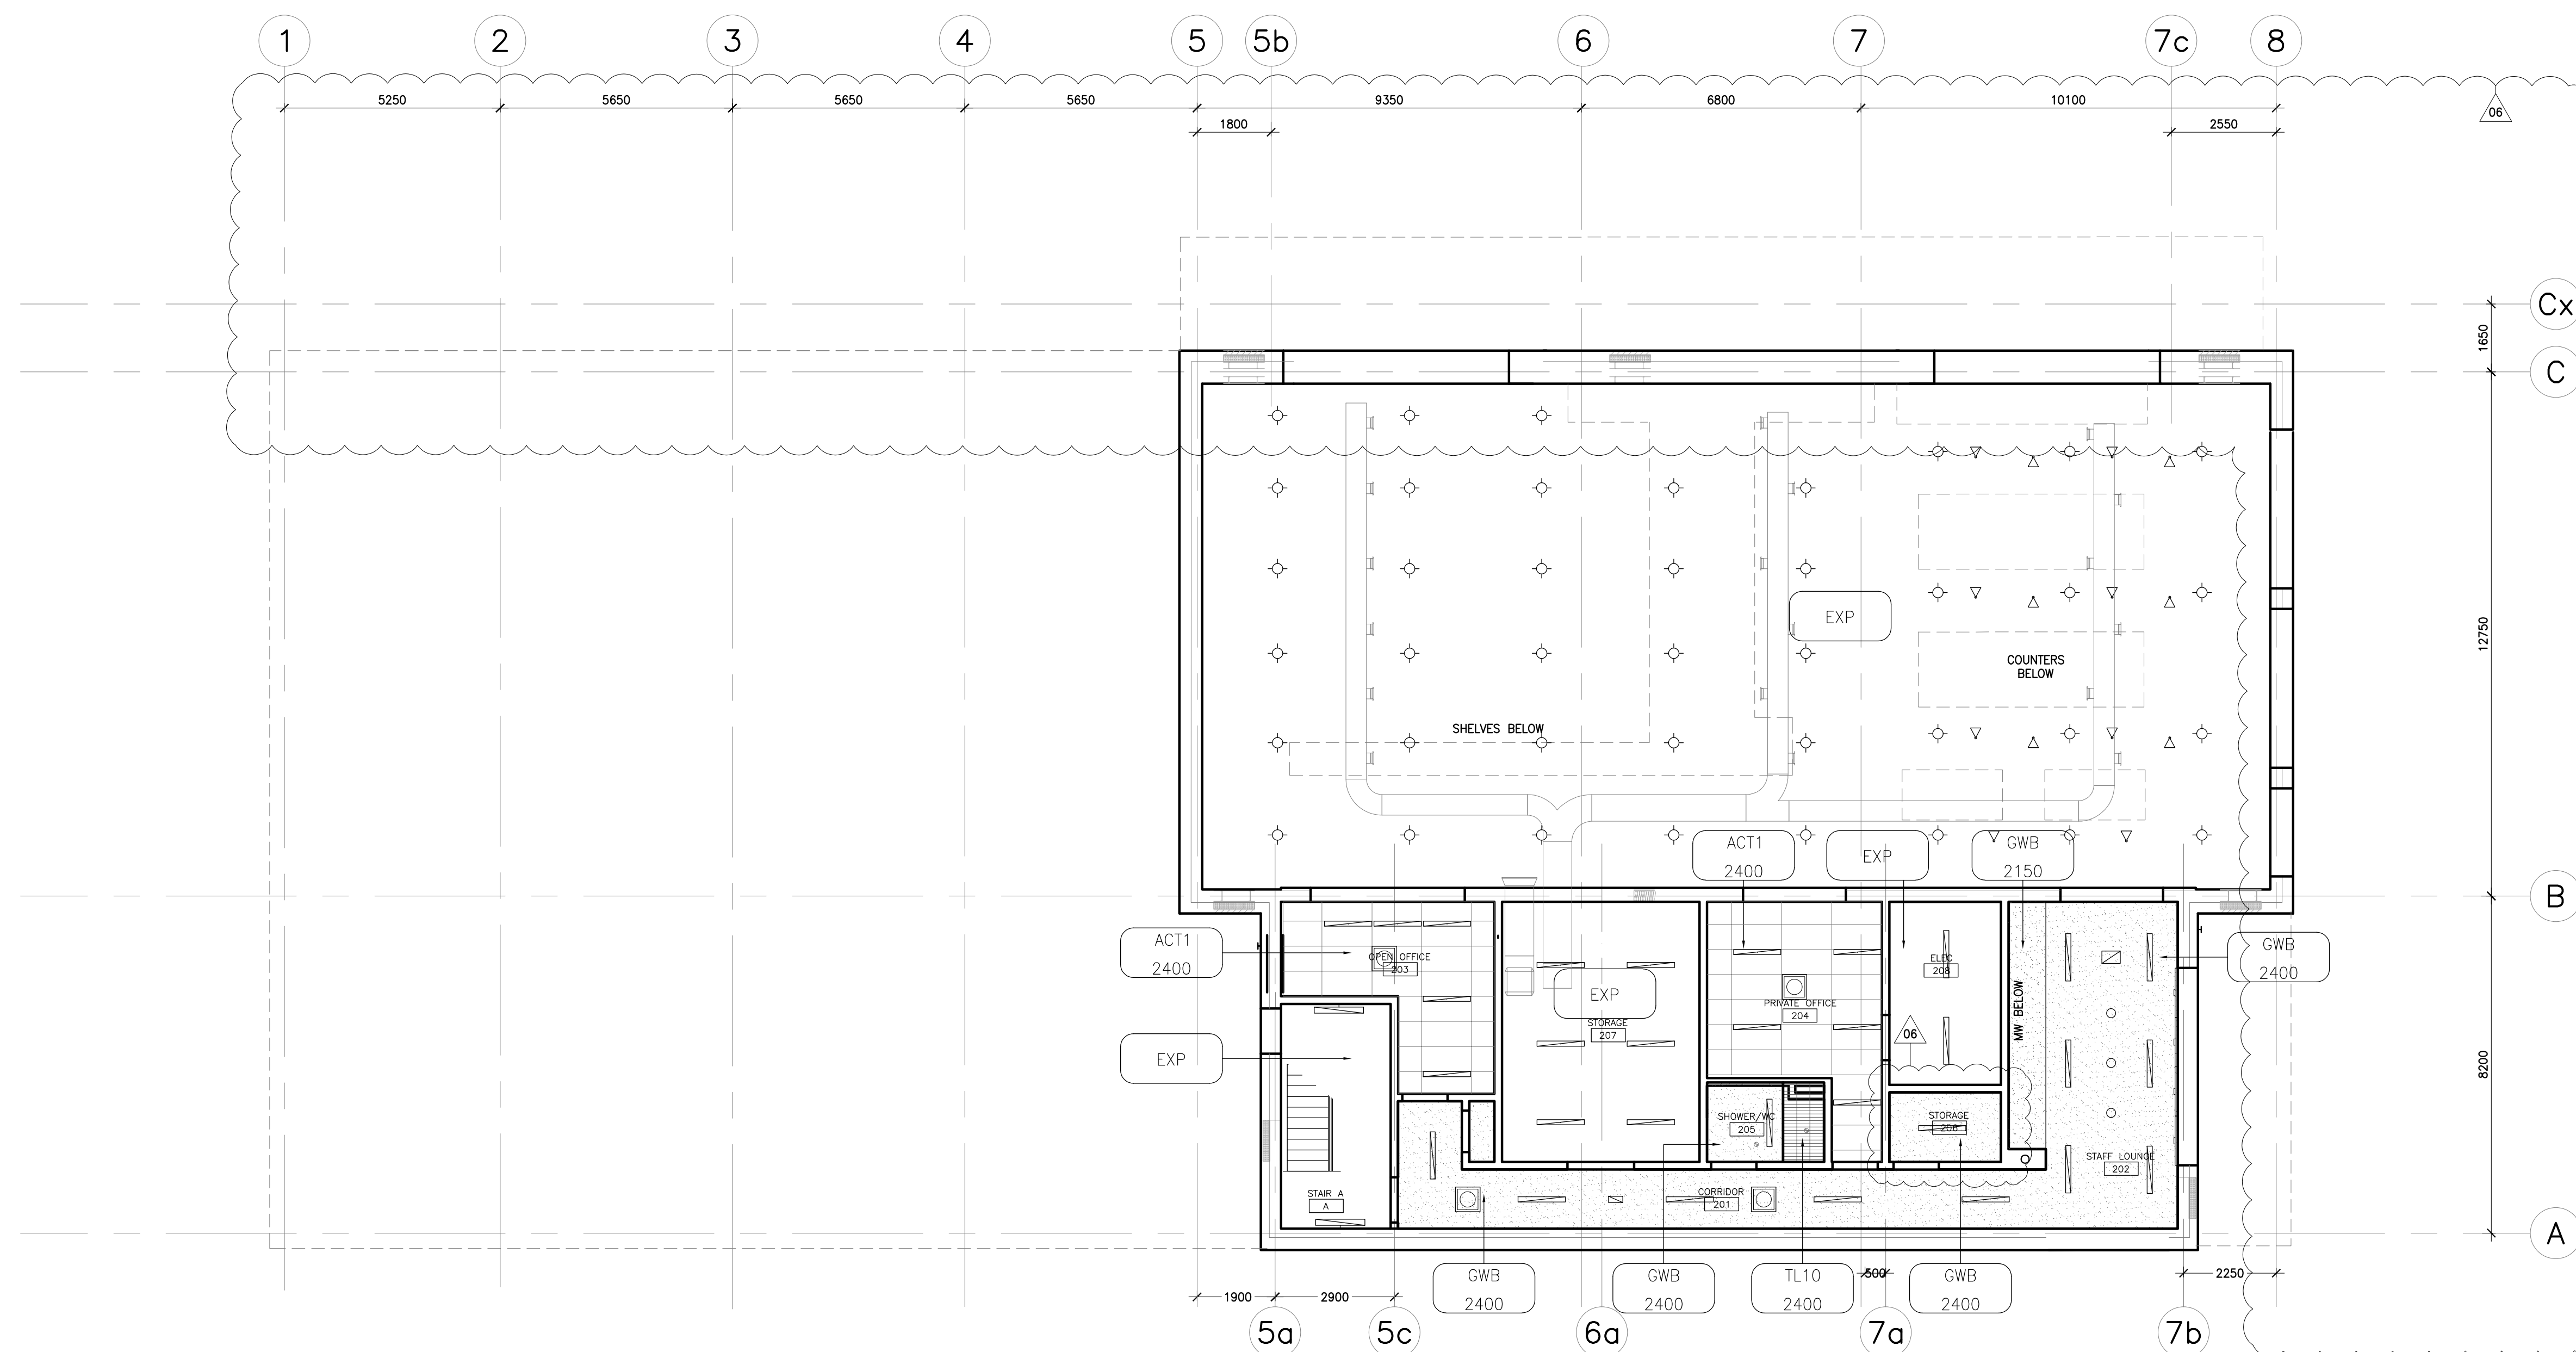 1 2 3 4 5 5b 6 7 7c 8
5250 5650 5650 5650 9350 6800 10100
06
1800 2550
Cx
1650
C
12750
EXP
COUNTERS
BELOW
SHELVES BELOW
ACT1
2400
EXP
GWB
2150
B
ACT1
2400
OPEN OFFICE
203
ELEC
208
GWB
2400
EXP
STORAGE
207
PRIVATE OFFICE
204
MW BELOW
06
EXP
8200
SHOWER/WC
205
STORAGE
206
STAFF LOUNGE
202
STAIR A
A
CORRIDOR
201
A
GWB
2400
GWB
2400
TL10
2400
GWB
2400
500
2250
1900 2900
5a 5c 6a 7a 7b